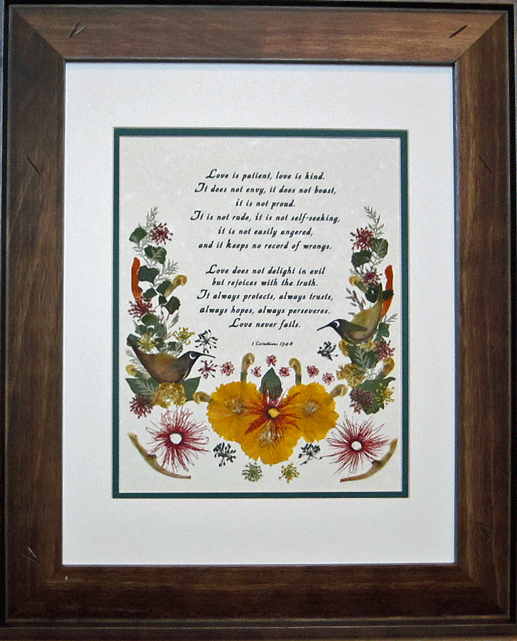 Love is patient, love is kind.
It does not envy, it does not boast,
it is not proud.
It is not rude, it is not self-seeking,
it is not easily angered,
and it keeps no record of wrongs.
Love does not delight in evil
but rejoices with the truth.
It always protects, always trusts,
always hopes, always perseveres.
Love never fails.
1 Corinthians 13:4-8